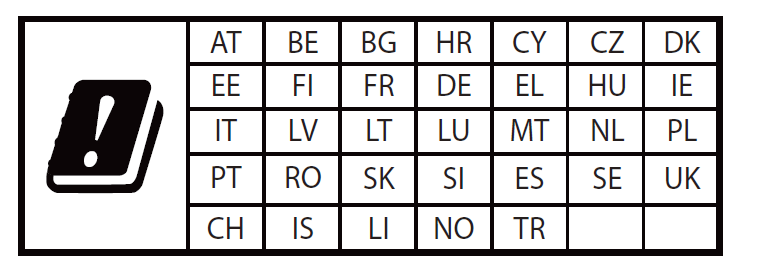 AT BE BG HR CY CZ DK
EE FI FR DE EL HU IE
IT LV LT LU MT NL PL
PT RO SK SI ES SE UK
CH IS LI NO TR